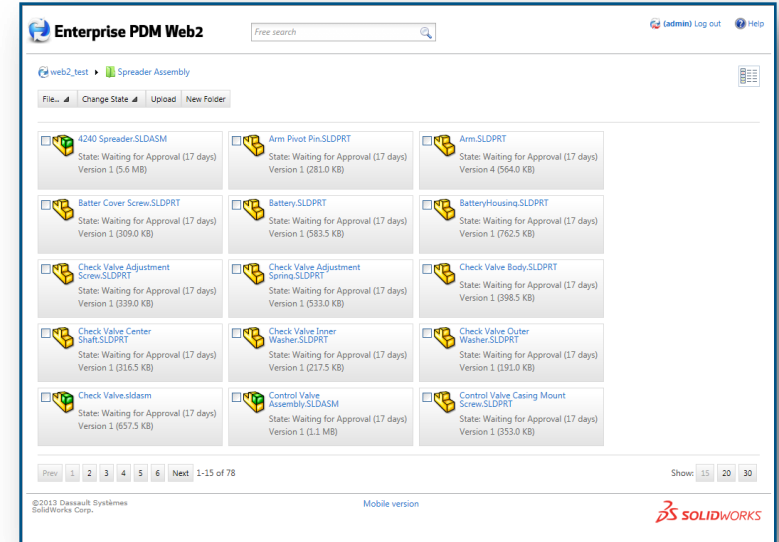 Enterprise PDM Web2
Free search
(admin) Log out
Help
web2_test
Spreader Assembly
File..
Change State
Upload
New Folder
4240 Spreader.SLDASM
State: Waiting for Approval (17 days)
Version 1 (5.6 MB)
Arm Pivot Pin.SLDPRT
State: Waiting for Approval (17 days)
Version 1 (281.0 KB)
Arm.SLDPRT
State: Waiting for Approval (17 days)
Version 4 (564.0 KB)
Batter Cover Screw.SLDPRT
State: Waiting for Approval (17 days)
Version 1 (309.0 KB)
Battery.SLDPRT
State: Waiting for Approval (17 days)
Version 1 (583.5 KB)
BatteryHousing.SLDPRT
State: Waiting for Approval (17 days)
Version 1 (762.5 KB)
Check Valve Adjustment
Screw.SLDPRT
State: Waiting for Approval (17 days)
Version 1 (339.0 KB)
Check Valve Adjustment
Spring.SLDPRT
State: Waiting for Approval (17 days)
Version 1 (533.0 KB)
Check Valve Body.SLDPRT
State: Waiting for Approval (17 days)
Version 1 (398.5 KB)
Check Valve Center
Shaft.SLDPRT
State: Waiting for Approval (17 days)
Version 1 (316.5 KB)
Check Valve Inner
Washer.SLDPRT
State: Waiting for Approval (17 days)
Version 1 (217.5 KB)
Check Valve Outer
Washer.SLDPRT
State: Waiting for Approval (17 days)
Version 1 (191.0 KB)
Check Valve.sldasm
State: Waiting for Approval (17 days)
Version 1 (657.5 KB)
Control Valve
Assembly.SLDASM
State: Waiting for Approval (17 days)
Version 1 (1.1 MB)
Control Valve Casing Mount
Screw.SLDPRT
State: Waiting for Approval (17 days)
Version 1 (353.0 KB)
Prev 1 2 3 4 5 6 Next 1-15 of 78
Show: 15 20 30
©2013 Dassault Systèmes
SolidWorks Corp.
Mobile version
SOLIDWORKS